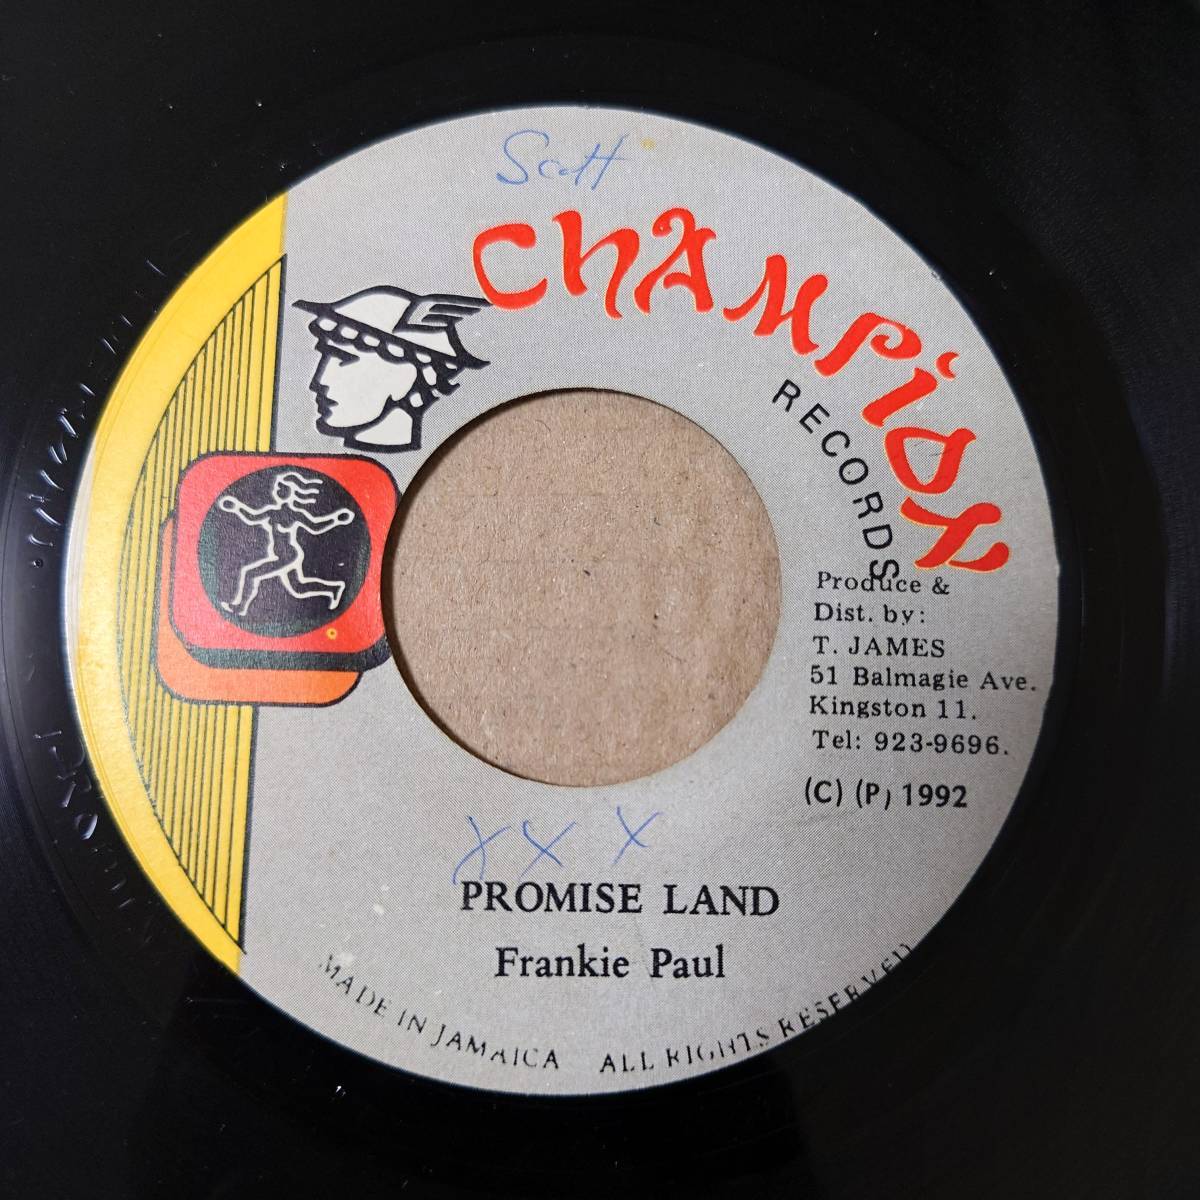 Scott
CHAMPION
RECORDS
Produce &
Dist. by:
T. JAMES
51 Balmagie Ave.
Kingston 11.
Tel: 923-9696.
(C) (P) 1992
X X X
PROMISE LAND
Frankie Paul
MADE IN JAMAICA ALL RIGHTS RESERVED